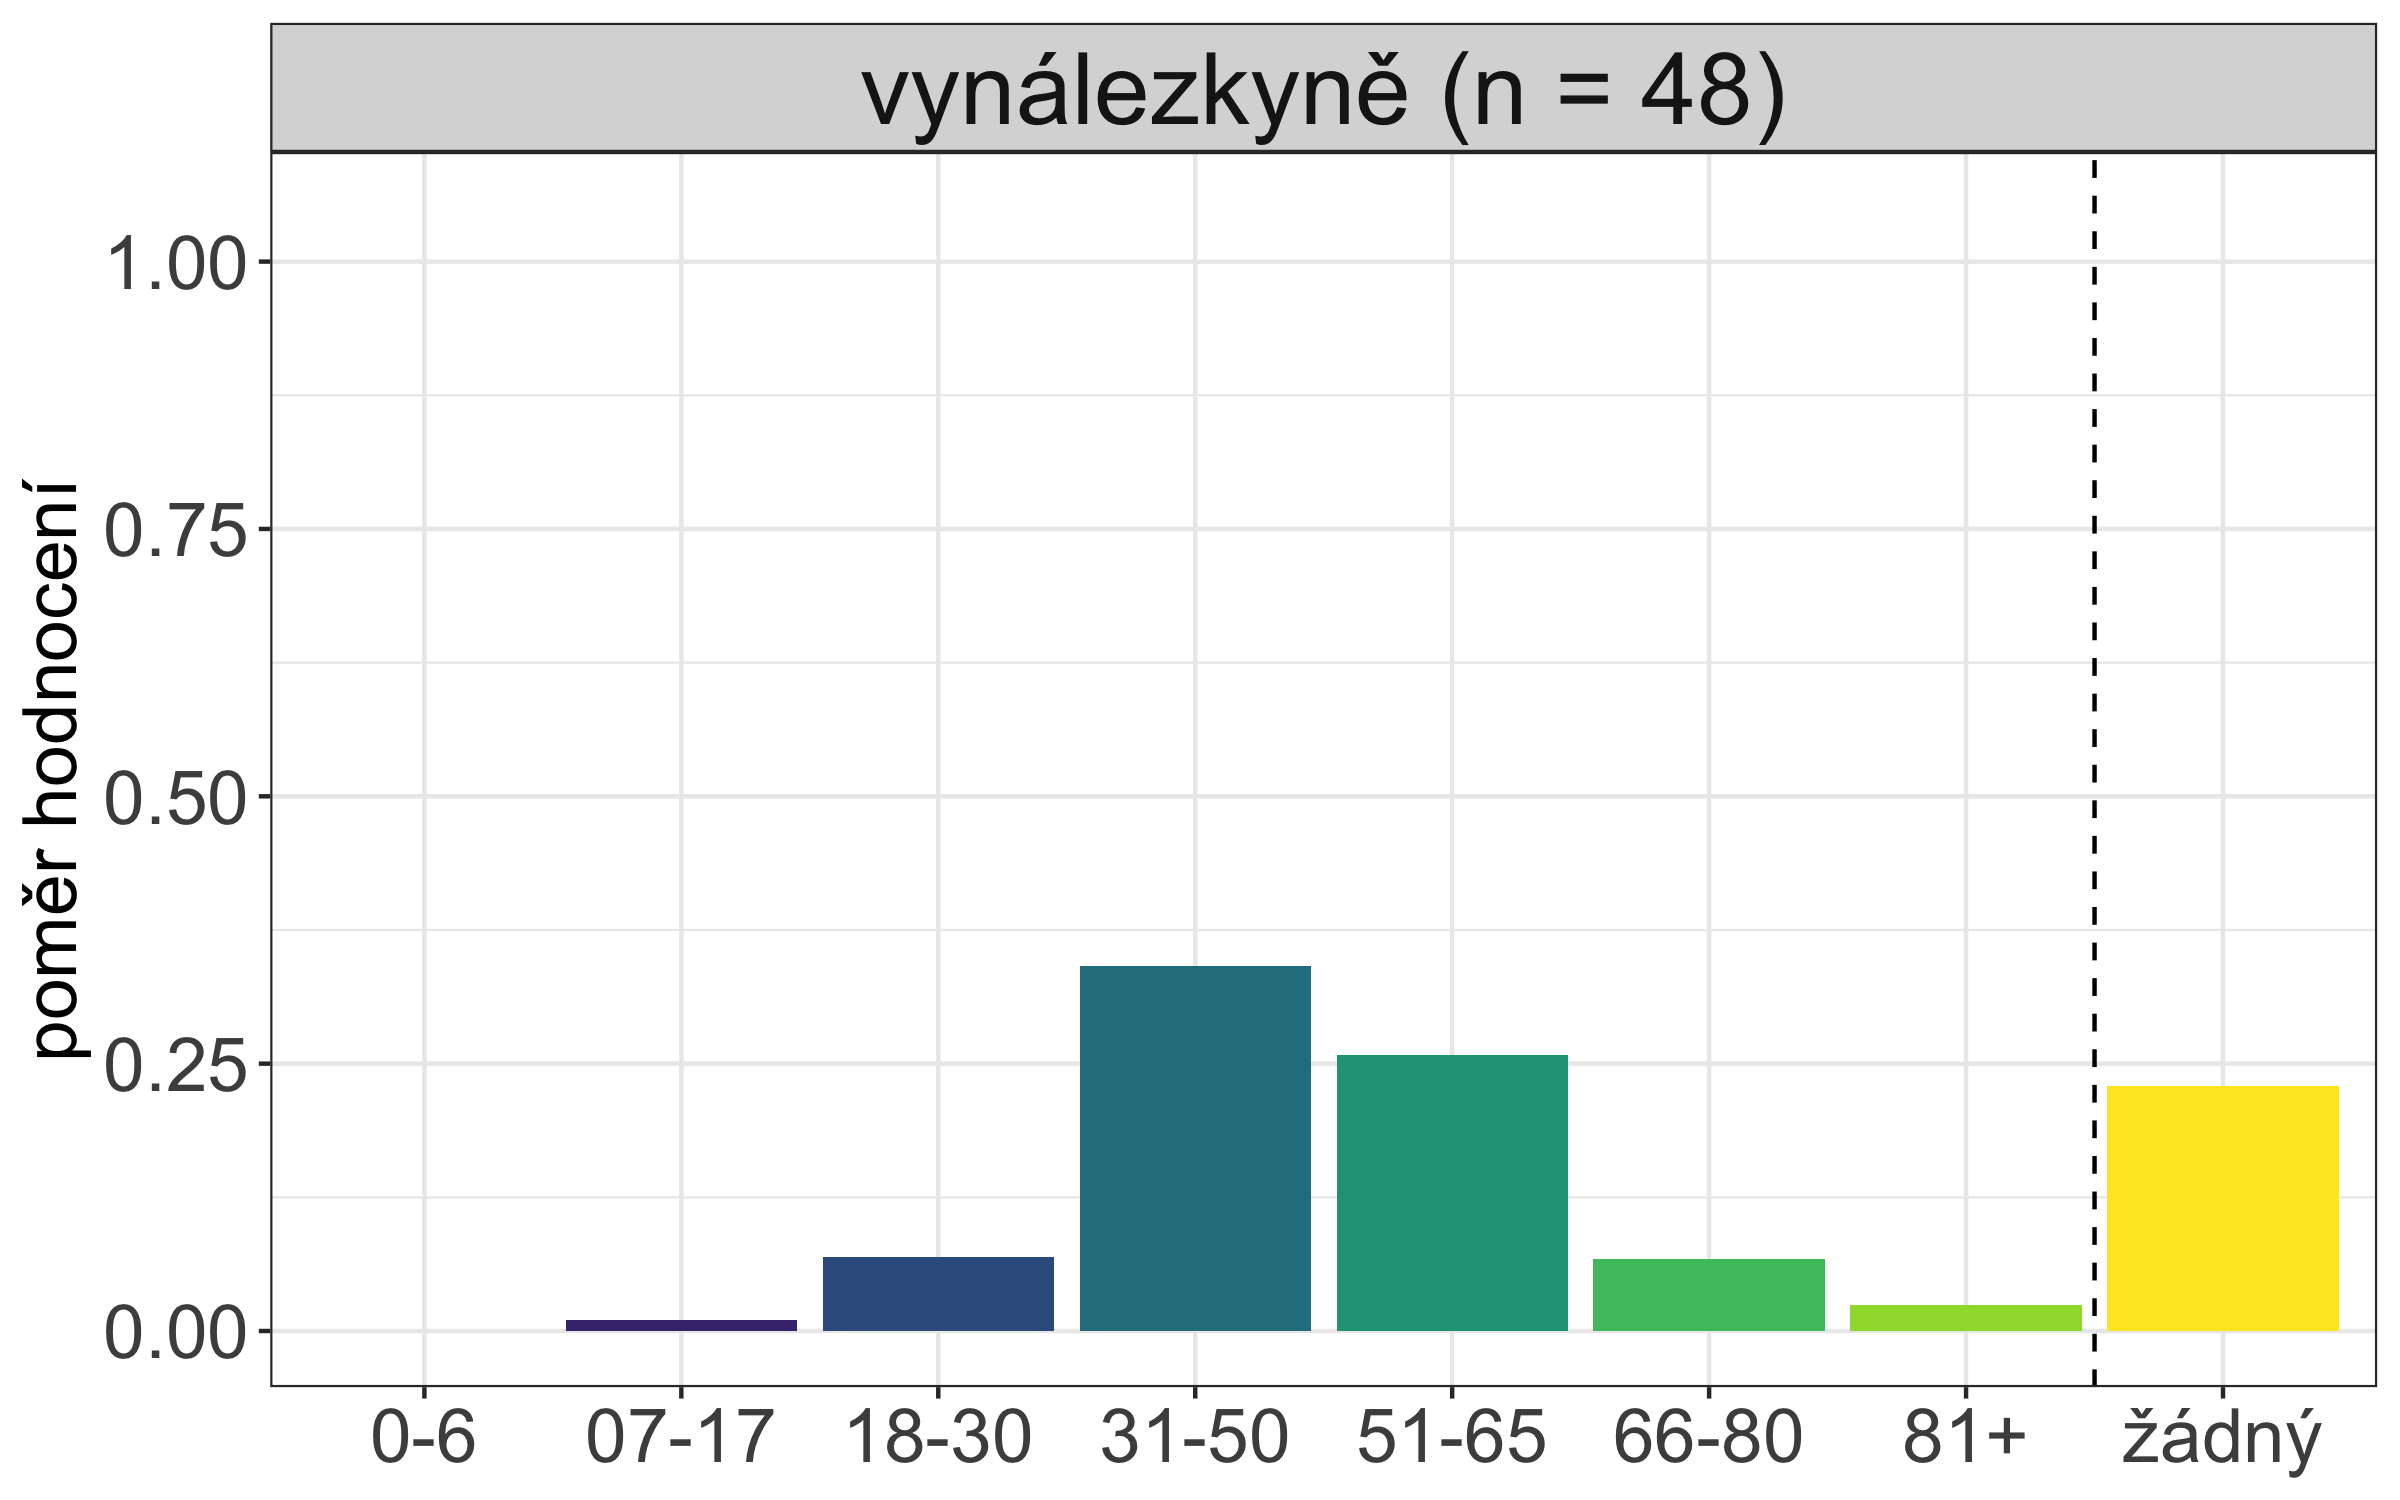 vynálezkyně (n = 48)
poměr hodnocení
1.00
0.75
0.50
0.25
0.00
0-6 07-17 18-30 31-50 51-65 66-80 81+ žádný